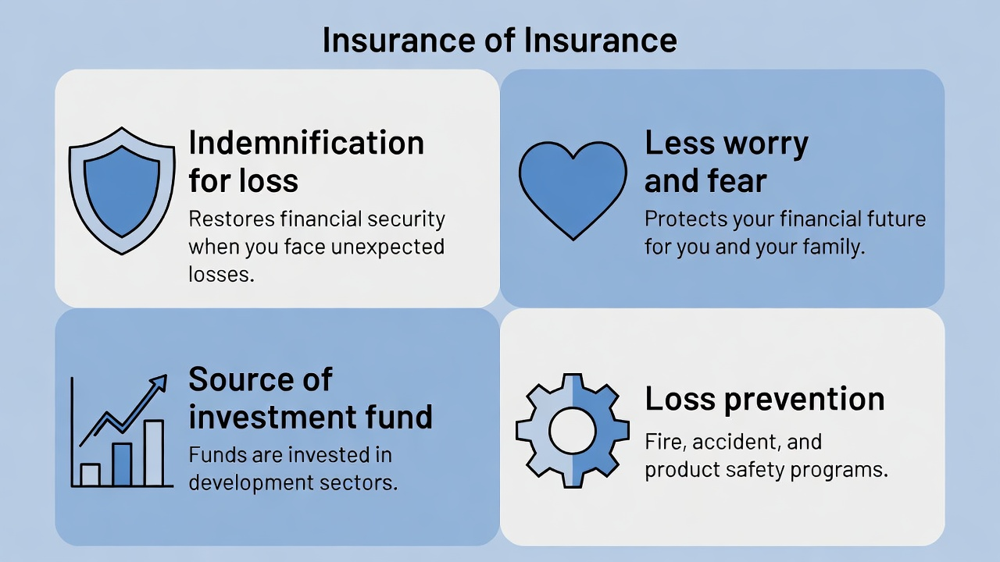 Insurance of Insurance
Indemnification
for loss
Restores financial security
when you face unexpected
losses.
Less worry
and fear
Protects your financial future
for you and your family.
Source of
investment fund
Funds are invested in
development sectors.
Loss prevention
Fire, accident, and
product safety programs.